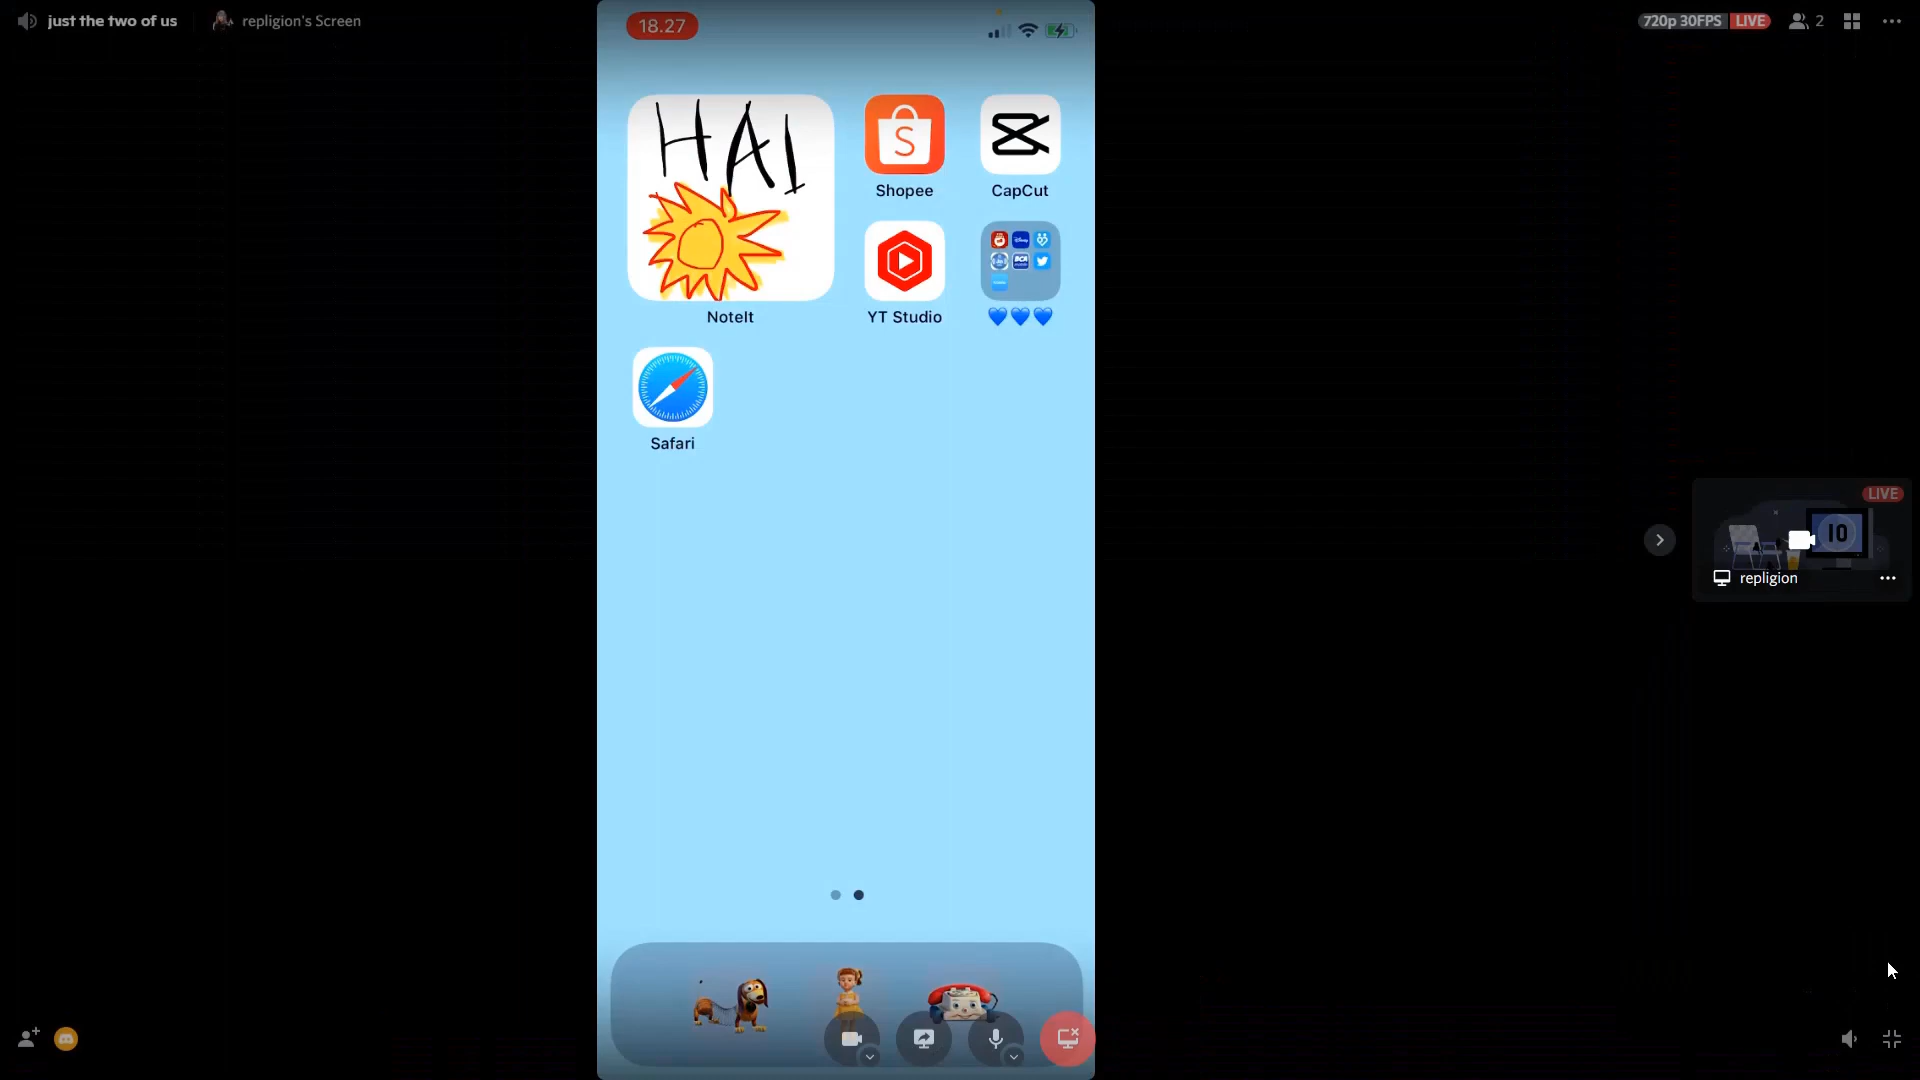 just the two of us
repligion's Screen
720p 30FPS LIVE
2
18.27
HAI
S
Shopee
CapCut
NoteIt
YT Studio
💙💙💙
Safari
LIVE
10
repligion